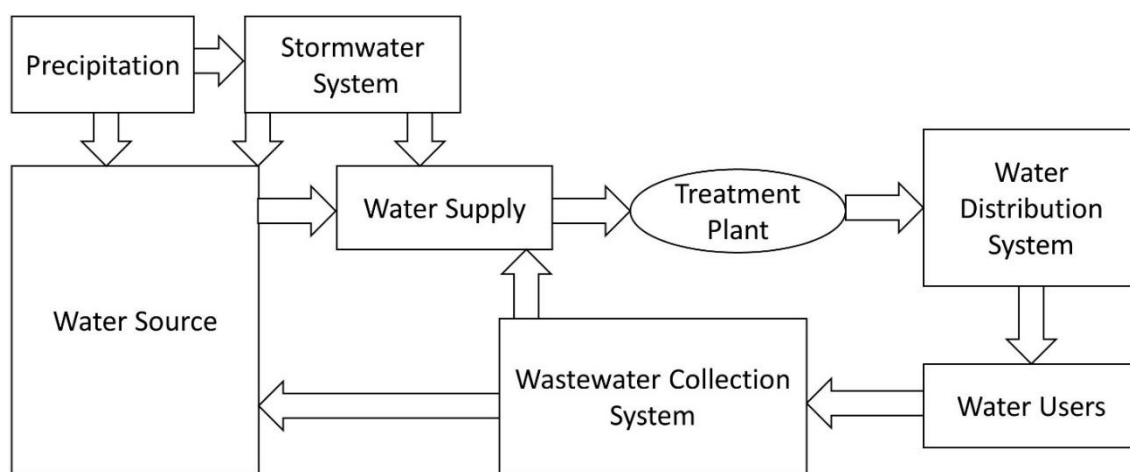 Precipitation
Stormwater
System
Water Source
Water Supply
Treatment
Plant
Water
Distribution
System
Wastewater Collection
System
Water Users